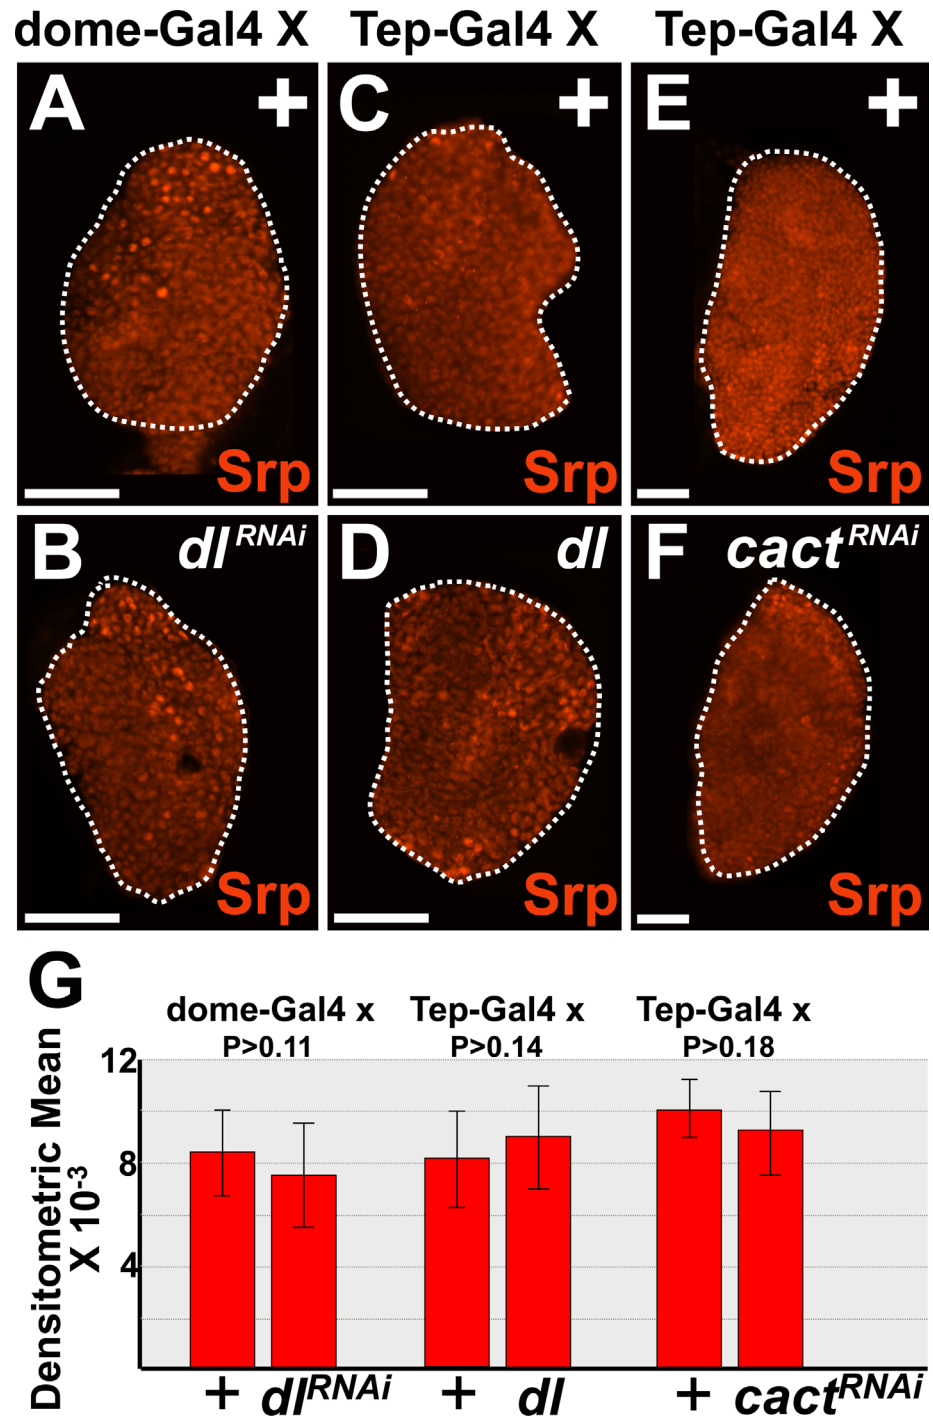 dome-Gal4 X Tep-Gal4 X Tep-Gal4 X
A + C + E +
Srp Srp Srp
B dl RNAi D dl F cact RNAi
Srp Srp Srp
G
dome-Gal4 x Tep-Gal4 x Tep-Gal4 x
P>0.11 P>0.14 P>0.18
Densitometric Mean
X 10-3
12
8
4
+ dlRNAi + dl + cactRNAi